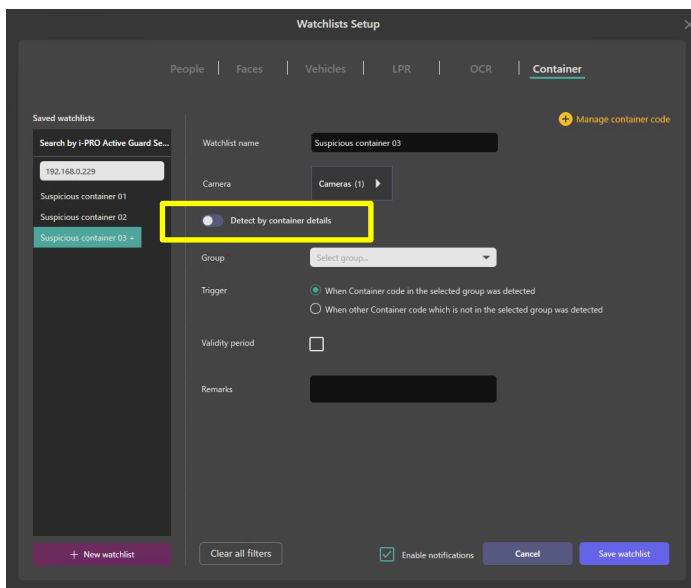 Watchlists Setup
People Faces Vehicles LPR OCR Container
Saved watchlists
Manage container code
Search by i-PRO Active Guard Se...
192.168.0.229
Suspicious container 01
Suspicious container 02
Suspicious container 03 +
Watchlist name Suspicious container 03
Camera Cameras (1)
Detect by container details
Group* Select group...
Trigger When Container code in the selected group was detected
When other Container code which is not in the selected group was detected
Validity period
Remarks
+ New watchlist Clear all filters Enable notifications Cancel Save watchlist